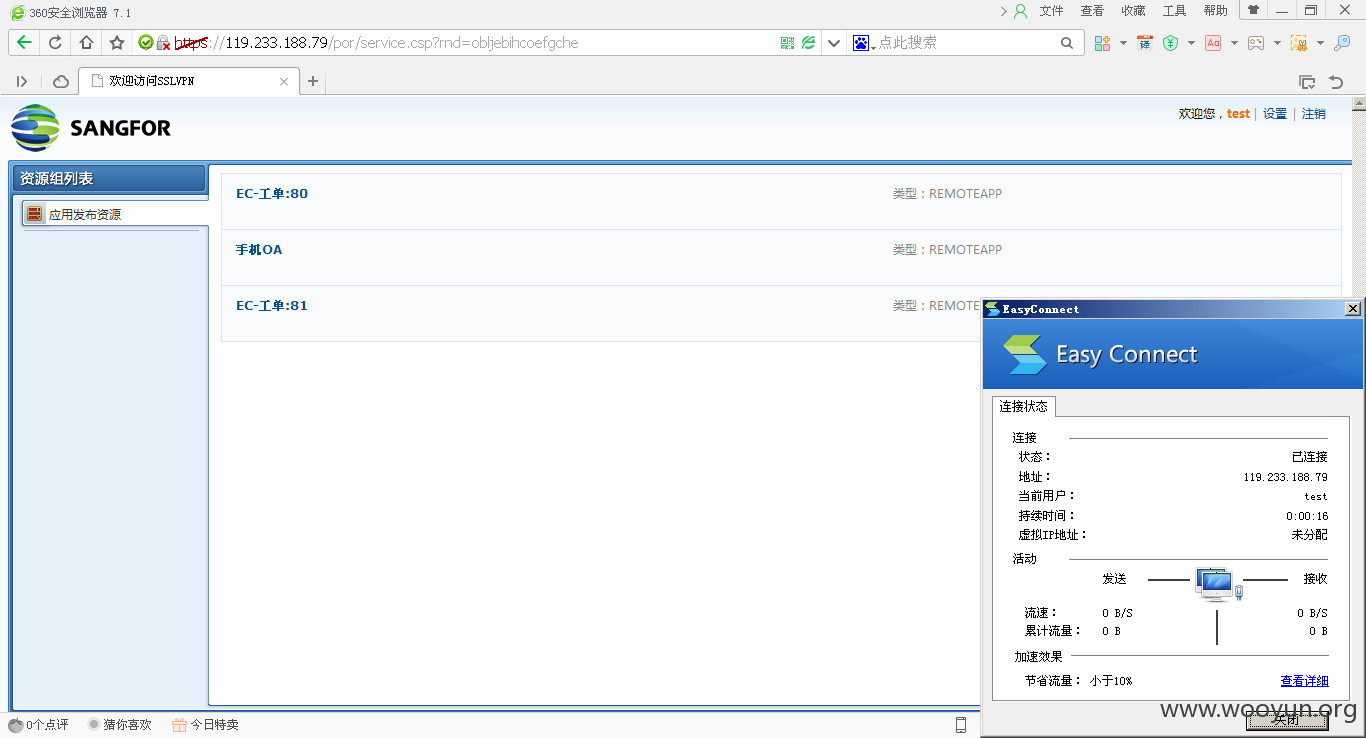 360安全浏览器 7.1
文件 查看 收藏 工具 帮助
https://119.233.188.79/por/service.csp?rnd=obljebihcoefgche
点此搜索
译
Aa
欢迎访问SSLVPN
SANGFOR
欢迎您，test | 设置 | 注销
资源组列表
应用发布资源
EC-工单:80 类型：REMOTEAPP
手机OA 类型：REMOTEAPP
EC-工单:81 类型：REMOTE
EasyConnect
Easy Connect
连接状态
连接
状态： 已连接
地址： 119.233.188.79
当前用户： test
持续时间： 0:00:16
虚拟IP地址： 未分配
活动
发送 接收
流速： 0 B/S 0 B/S
累计流量： 0 B 0 B
加速效果
节省流量： 小于10% 查看详细
关闭
www.wooyun.org
0个点评 猜你喜欢 今日特卖